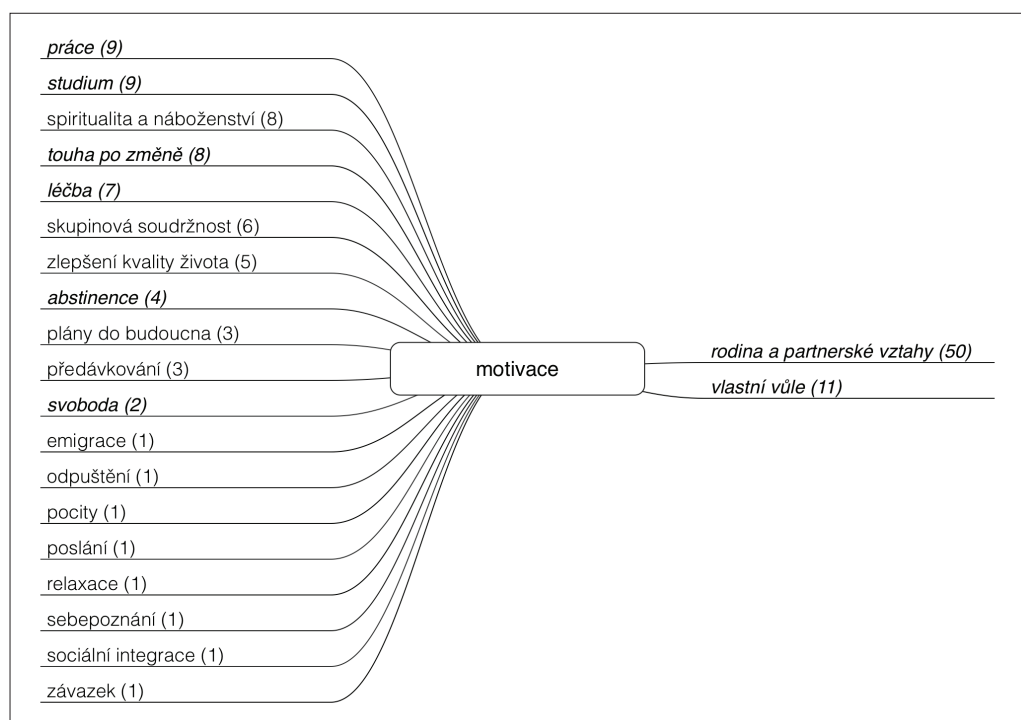 práce (9)
studium (9)
spiritualita a náboženství (8)
touha po změně (8)
léčba (7)
skupinová soudržnost (6)
zlepšení kvality života (5)
abstinence (4)
plány do budoucna (3)
předávkování (3)
svoboda (2)
emigrace (1)
odpuštění (1)
pocity (1)
poslání (1)
relaxace (1)
sebepoznání (1)
sociální integrace (1)
závazek (1)
motivace
rodina a partnerské vztahy (50)
vlastní vůle (11)